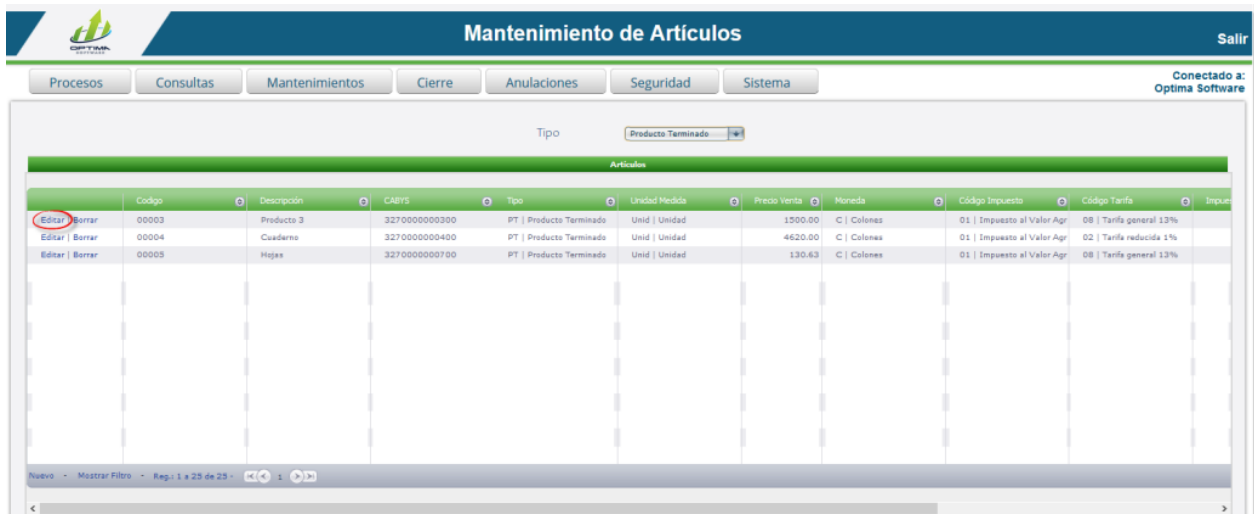 OPTIMA
SOFTWARE
Mantenimiento de Artículos
Salir
Procesos Consultas Mantenimientos Cierre Anulaciones Seguridad Sistema
Conectado a:
Optima Software
Tipo Producto Terminado
Artículos
Codigo Descripción CABYS Tipo Unidad Medida Precio Venta Moneda Código Impuesto Código Tarifa Impues
Editar | Borrar 00003 Producto 3 3270000000300 PT | Producto Terminado Unid | Unidad 1500.00 C | Colones 01 | Impuesto al Valor Agr 08 | Tarifa general 13%
Editar | Borrar 00004 Cuaderno 3270000000400 PT | Producto Terminado Unid | Unidad 4620.00 C | Colones 01 | Impuesto al Valor Agr 02 | Tarifa reducida 1%
Editar | Borrar 00005 Hojas 3270000000700 PT | Producto Terminado Unid | Unidad 130.63 C | Colones 01 | Impuesto al Valor Agr 08 | Tarifa general 13%
Nuevo - Mostrar Filtro - Reg.: 1 a 25 de 25 - 1